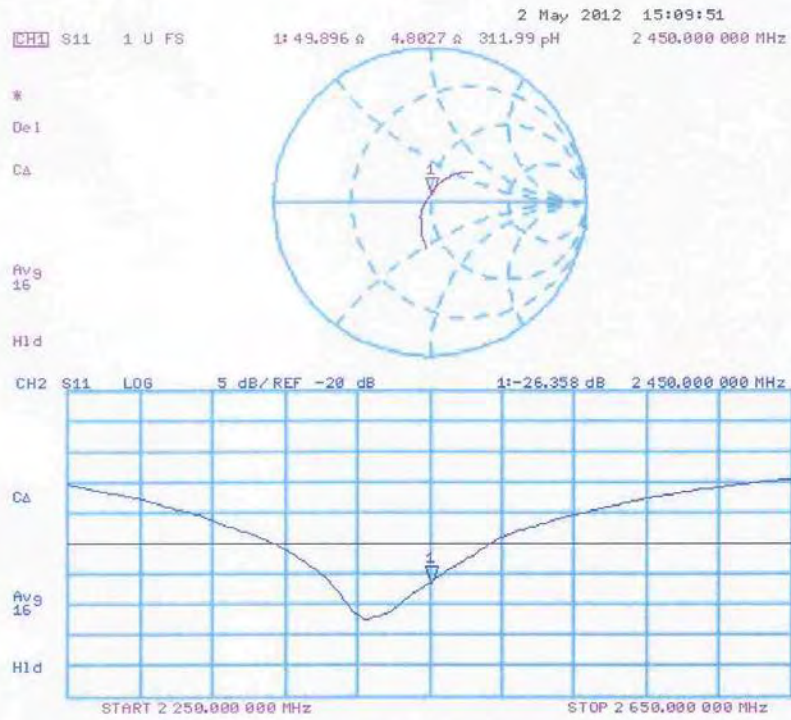 2 May 2012 15:09:51
CH1 S11 1 U FS 1: 49.896 Ω 4.8027 Ω 311.99 pH 2 450.000 000 MHz
*
Del
CΔ
1
Avg
16
Hld
CH2 S11 LOG 5 dB/REF -20 dB 1:-26.358 dB 2 450.000 000 MHz
CΔ
1
Avg
16
Hld
START 2 250.000 000 MHz STOP 2 650.000 000 MHz